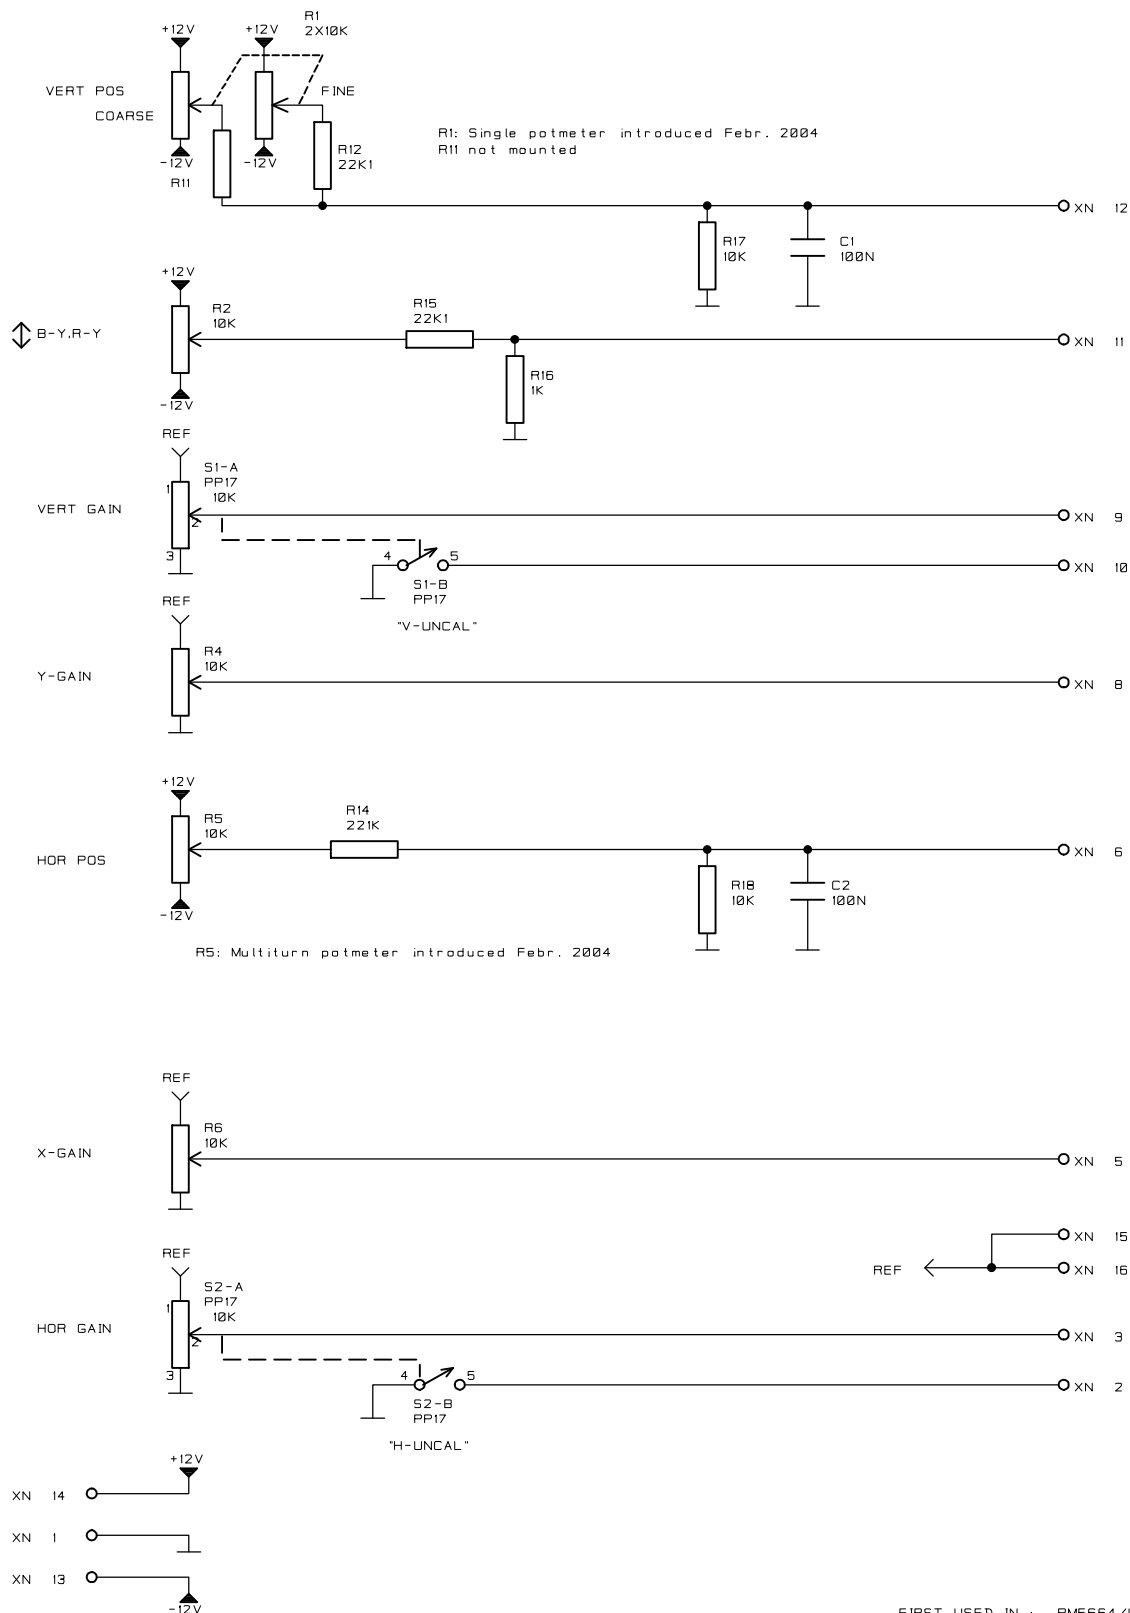 R1
2X10K
+12V
+12V
VERT POS
COARSE
FINE
R1: Single potmeter introduced Febr. 2004
R11 not mounted
R12
22K1
-12V
-12V
R11
XN 12
R17
10K
C1
100N
+12V
R2
10K
R15
22K1
B-Y,R-Y
XN 11
R16
1K
-12V
REF
S1-A
PP17
10K
1
VERT GAIN
2
XN 9
3
4
5
XN 10
S1-B
PP17
"V-UNCAL"
REF
R4
10K
Y-GAIN
XN 8
+12V
R5
10K
R14
221K
HOR POS
XN 6
R18
10K
C2
100N
-12V
R5: Multiturn potmeter introduced Febr. 2004
REF
R6
10K
X-GAIN
XN 5
XN 15
REF
XN 16
REF
S2-A
PP17
10K
1
HOR GAIN
2
XN 3
3
4
5
XN 2
S2-B
PP17
"H-UNCAL"
+12V
XN 14
XN 1
XN 13
-12V
FIRST USED IN :